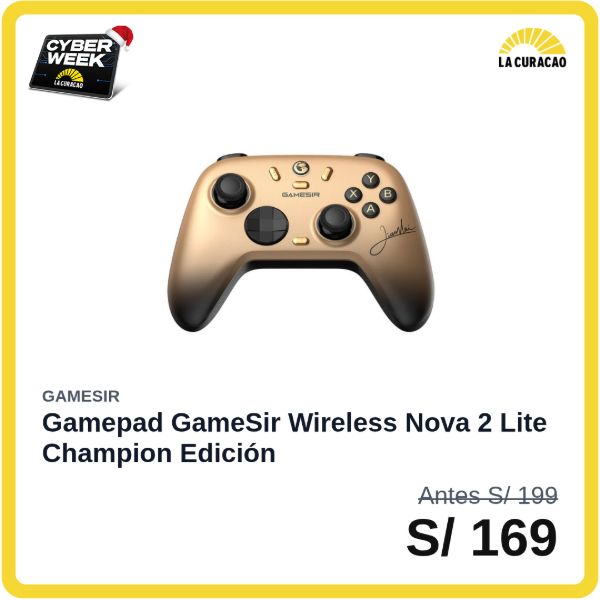 CYBER
WEEK
LA CURACAO
LA CURACAO
GAMESIR
Y
X
B
A
GAMESIR
Gamepad GameSir Wireless Nova 2 Lite
Champion Edición
Antes S/ 199
S/ 169